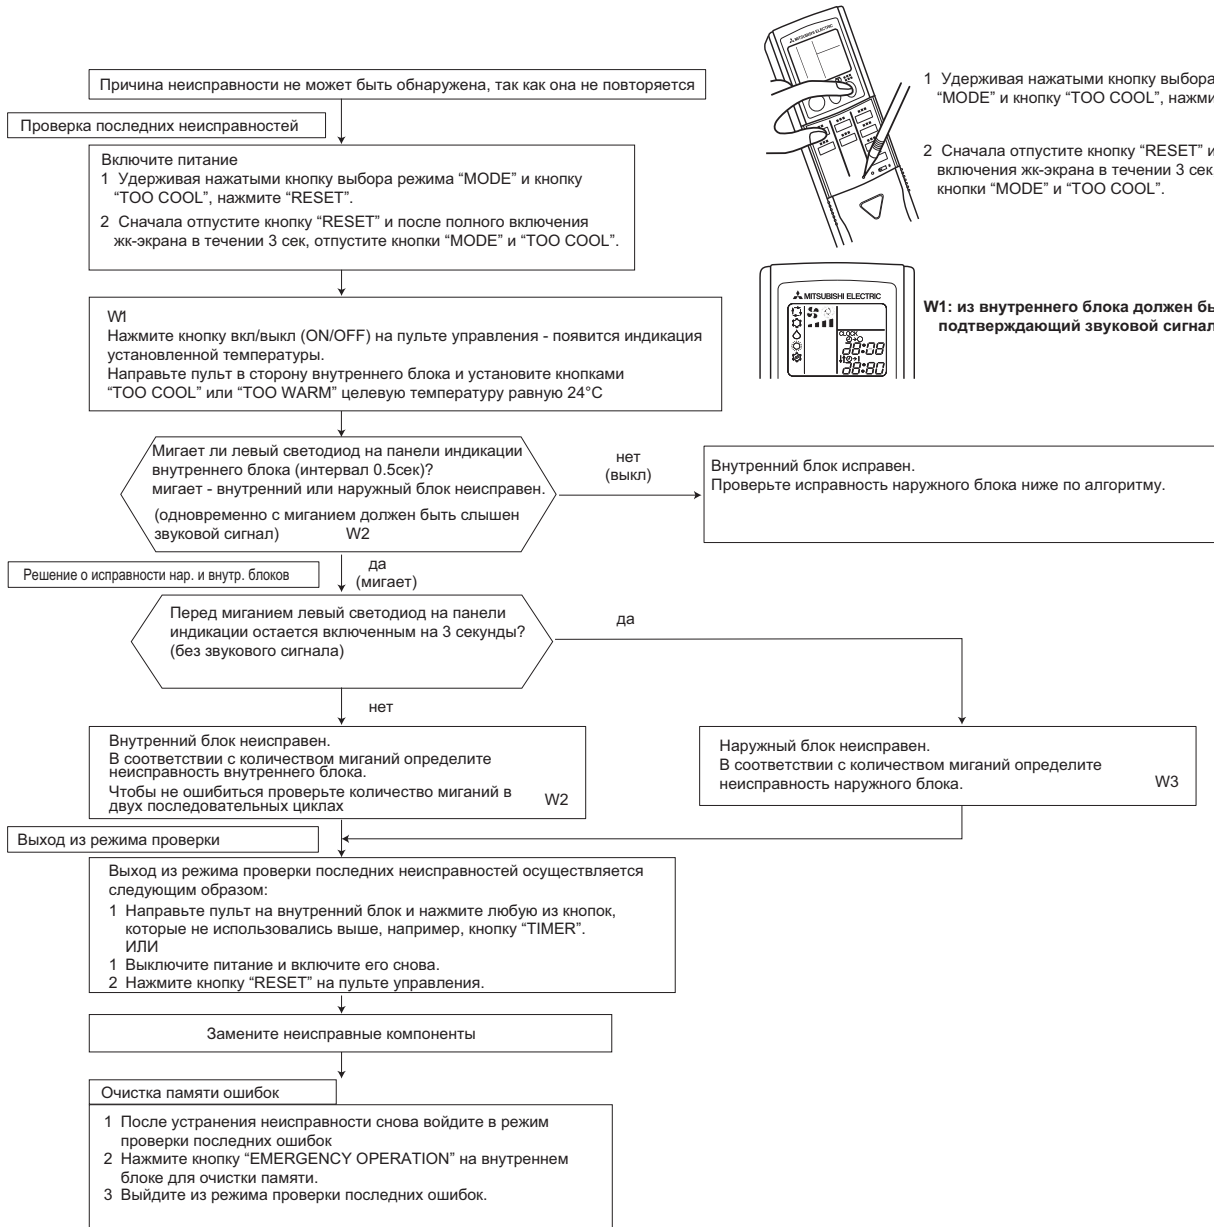 Причина неисправности не может быть обнаружена, так как она не повторяется
Проверка последних неисправностей
Включите питание
1 Удерживая нажатыми кнопку выбора режима “MODE” и кнопку
“TOO COOL”, нажмите “RESET”.
2 Сначала отпустите кнопку “RESET” и после полного включения
жк-экрана в течении 3 сек, отпустите кнопки “MODE” и “TOO COOL”.
MITSUBISHI ELECTRIC
1 Удерживая нажатыми кнопку выбора
“MODE” и кнопку “TOO COOL”, нажми
2 Сначала отпустите кнопку “RESET” и
включения жк-экрана в течении 3 сек
кнопки “MODE” и “TOO COOL”.
MITSUBISHI ELECTRIC
CLOCK
88:08
88:80
W1: из внутреннего блока должен бы
подтверждающий звуковой сигнал
W1
Нажмите кнопку вкл/выкл (ON/OFF) на пульте управления - появится индикация
установленной температуры.
Направьте пульт в сторону внутреннего блока и установите кнопками
“TOO COOL” или “TOO WARM” целевую температуру равную 24°C
Мигает ли левый светодиод на панели индикации
внутреннего блока (интервал 0.5сек)?
мигает - внутренний или наружный блок неисправен.
(одновременно с миганием должен быть слышен
звуковой сигнал) W2
нет
(выкл)
Внутренний блок исправен.
Проверьте исправность наружного блока ниже по алгоритму.
да
(мигает)
Решение о исправности нар. и внутр. блоков
Перед миганием левый светодиод на панели
индикации остается включенным на 3 секунды?
(без звукового сигнала)
да
нет
Внутренний блок неисправен.
В соответствии с количеством миганий определите
неисправность внутреннего блока.
Чтобы не ошибиться проверьте количество миганий в
двух последовательных циклах W2
Наружный блок неисправен.
В соответствии с количеством миганий определите
неисправность наружного блока. W3
Выход из режима проверки
Выход из режима проверки последних неисправностей осуществляется
следующим образом:
1 Направьте пульт на внутренний блок и нажмите любую из кнопок,
которые не использовались выше, например, кнопку “TIMER”.
ИЛИ
1 Выключите питание и включите его снова.
2 Нажмите кнопку “RESET” на пульте управления.
Замените неисправные компоненты
Очистка памяти ошибок
1 После устранения неисправности снова войдите в режим
проверки последних ошибок
2 Нажмите кнопку “EMERGENCY OPERATION” на внутреннем
блоке для очистки памяти.
3 Выйдите из режима проверки последних ошибок.